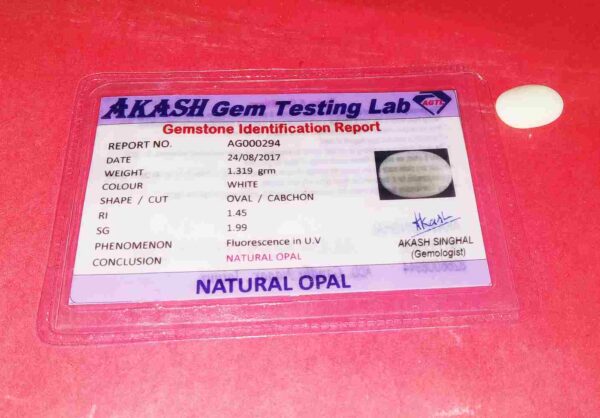 AKASH Gem Testing Lab AGTL
Gemstone Identification Report
REPORT NO. AG000294
DATE 24/08/2017
WEIGHT 1.319 grm
COLOUR WHITE
SHAPE / CUT OVAL / CABCHON
RI 1.45
SG 1.99
PHENOMENON Fluorescence in U.V
CONCLUSION NATURAL OPAL
Akash
AKASH SINGHAL
(Gemologist)
NATURAL OPAL